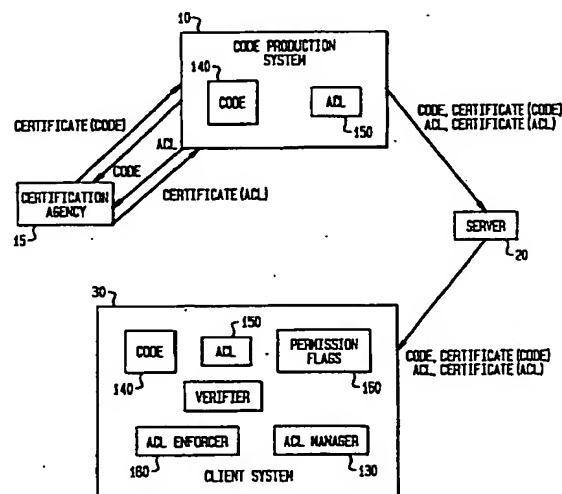 10
CODE PRODUCTION
SYSTEM
140
CODE
ACL
150
CERTIFICATE (CODE)
CODE
ACL
CERTIFICATE (ACL)
CODE, CERTIFICATE (CODE)
ACL, CERTIFICATE (ACL)
CERTIFICATION
AGENCY
15
SERVER
20
30
150
CODE
140
ACL
PERMISSION
FLAGS
160
VERIFIER
CODE, CERTIFICATE (CODE)
ACL, CERTIFICATE (ACL)
ACL ENFORCER
180
ACL MANAGER
130
CLIENT SYSTEM